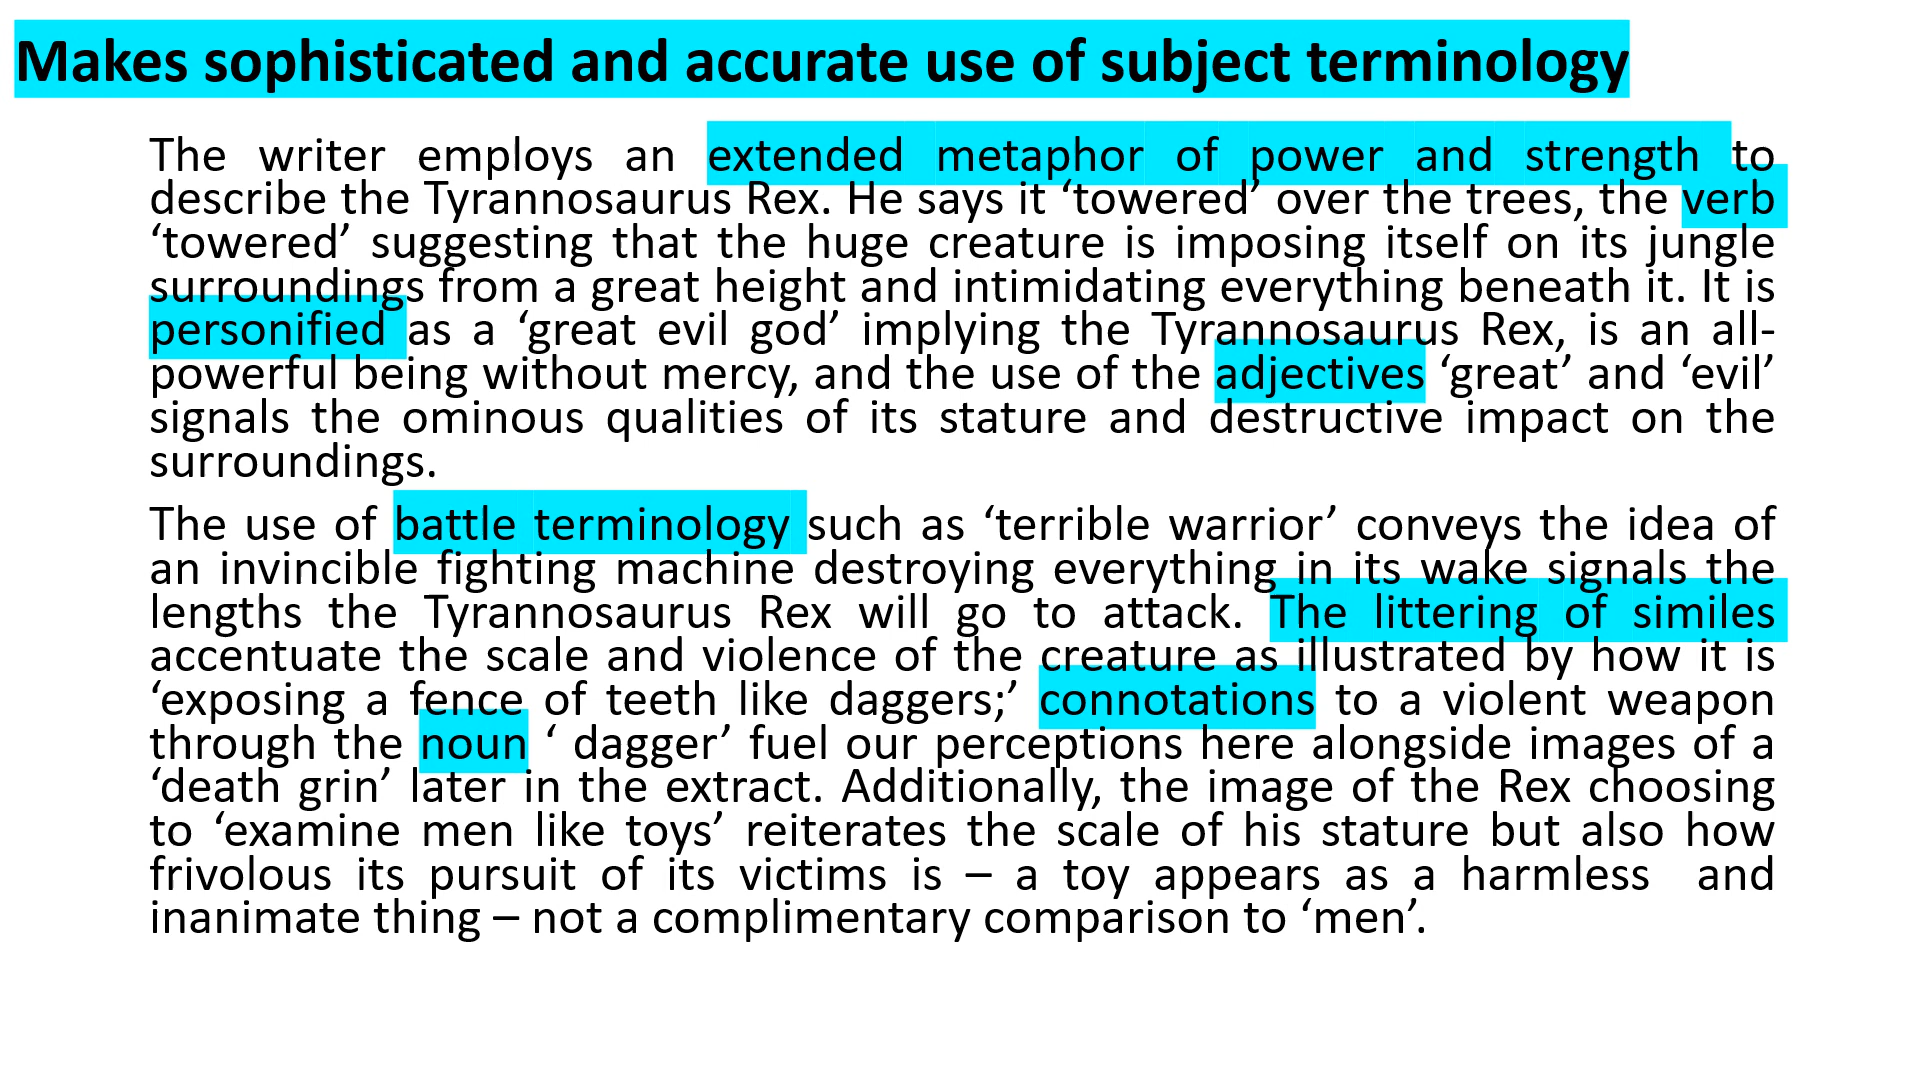 Makes sophisticated and accurate use of subject terminology
The writer employs an extended metaphor of power and strength to
describe the Tyrannosaurus Rex. He says it ‘towered’ over the trees, the verb
‘towered’ suggesting that the huge creature is imposing itself on its jungle
surroundings from a great height and intimidating everything beneath it. It is
personified as a ‘great evil god’ implying the Tyrannosaurus Rex, is an all-
powerful being without mercy, and the use of the adjectives ‘great’ and ‘evil’
signals the ominous qualities of its stature and destructive impact on the
surroundings.
The use of battle terminology such as ‘terrible warrior’ conveys the idea of
an invincible fighting machine destroying everything in its wake signals the
lengths the Tyrannosaurus Rex will go to attack. The littering of similes
accentuate the scale and violence of the creature as illustrated by how it is
‘exposing a fence of teeth like daggers;’ connotations to a violent weapon
through the noun ‘ dagger’ fuel our perceptions here alongside images of a
‘death grin’ later in the extract. Additionally, the image of the Rex choosing
to ‘examine men like toys’ reiterates the scale of his stature but also how
frivolous its pursuit of its victims is – a toy appears as a harmless  and
inanimate thing – not a complimentary comparison to ‘men’.